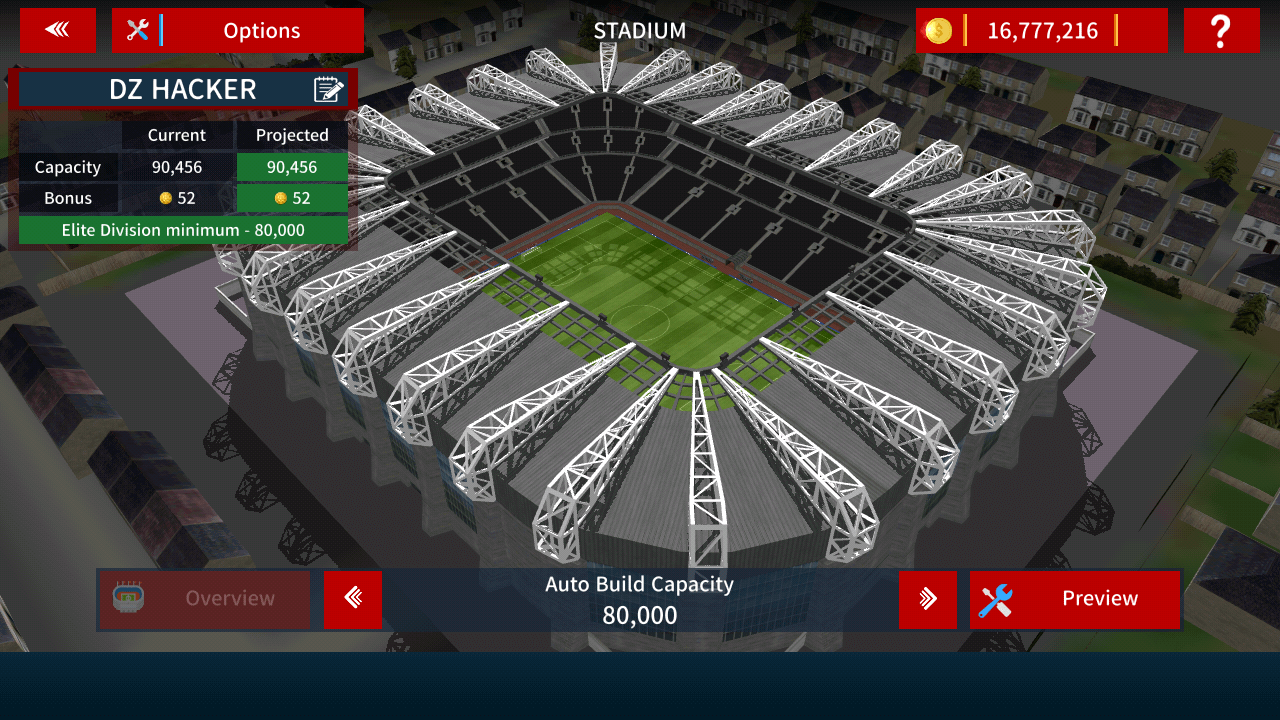 Options
STADIUM
16,777,216
?
DZ HACKER
Current Projected
Capacity 90,456 90,456
Bonus 52 52
Elite Division minimum - 80,000
Overview
Auto Build Capacity
80,000
Preview